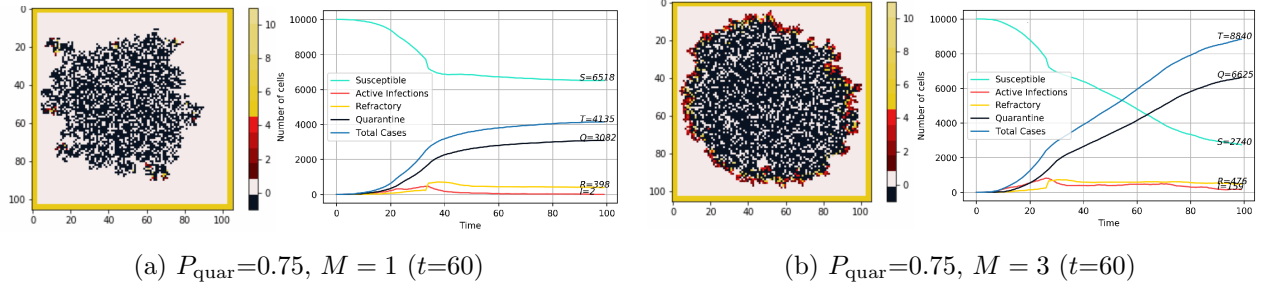 0
20
40
60
80
100
0 20 40 60 80 100
10
8
6
4
2
0
Number of cells
10000
8000
6000
4000
2000
0
Susceptible
Active Infections
Refractory
Quarantine
Total Cases
S=6518
T=4135
Q=3082
R=398
I=2
0 20 40 60 80 100
Time
(a) P_quar=0.75, M = 1 (t=60)
0
20
40
60
80
100
0 20 40 60 80 100
10
8
6
4
2
0
Number of cells
10000
8000
6000
4000
2000
0
Susceptible
Active Infections
Refractory
Quarantine
Total Cases
T=8840
Q=6625
S=2740
R=476
I=159
0 20 40 60 80 100
Time
(b) P_quar=0.75, M = 3 (t=60)